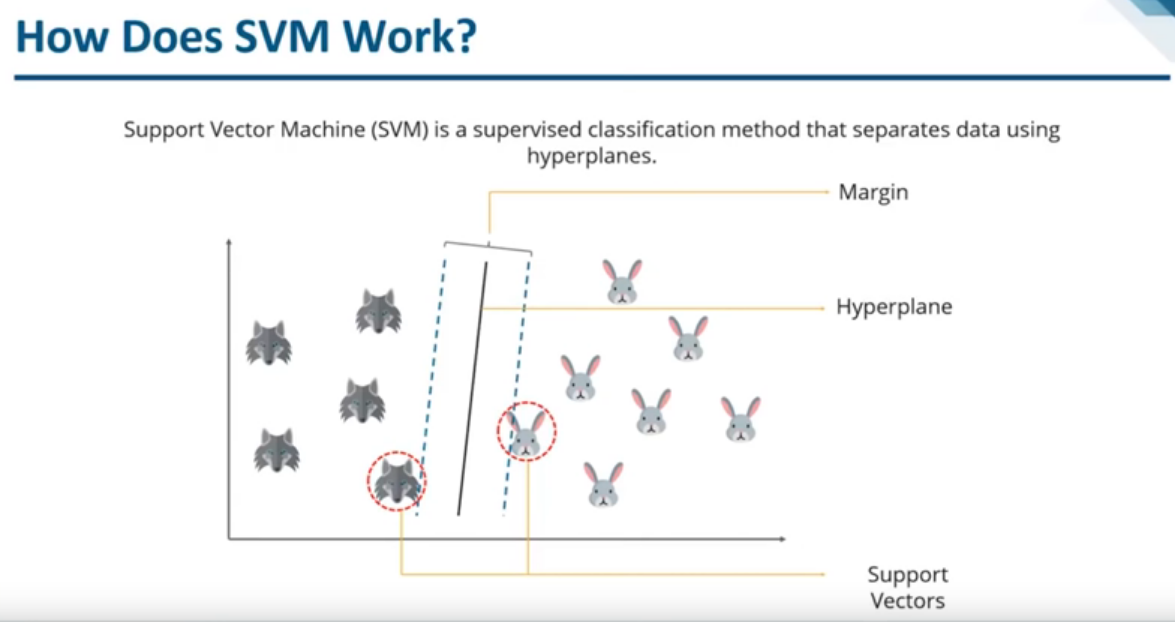 How Does SVM Work?
Support Vector Machine (SVM) is a supervised classification method that separates data using
hyperplanes.
Margin
Hyperplane
Support
Vectors